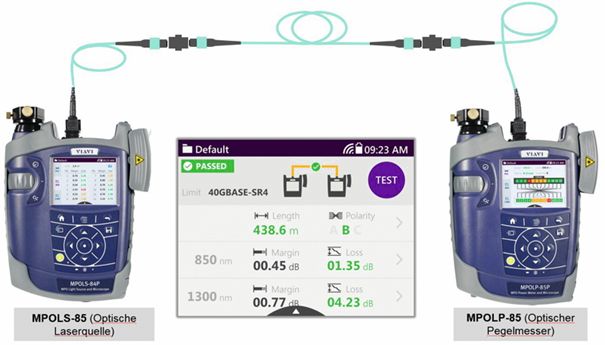 VIAVI
MPOLS-84P
MPO Light Source and Microscope
MPOLS-85 (Optische
Laserquelle)
Default
09:23 AM
PASSED
TEST
Limit 40GBASE-SR4
Length
Polarity
438.6 m
A B C
850 nm
Margin
Loss
00.45 dB
01.35 dB
1300 nm
Margin
Loss
00.77 dB
04.23 dB
VIAVI
MPOLP-85P
MPO Power Meter and Microscope
MPOLP-85 (Optischer
Pegelmesser)